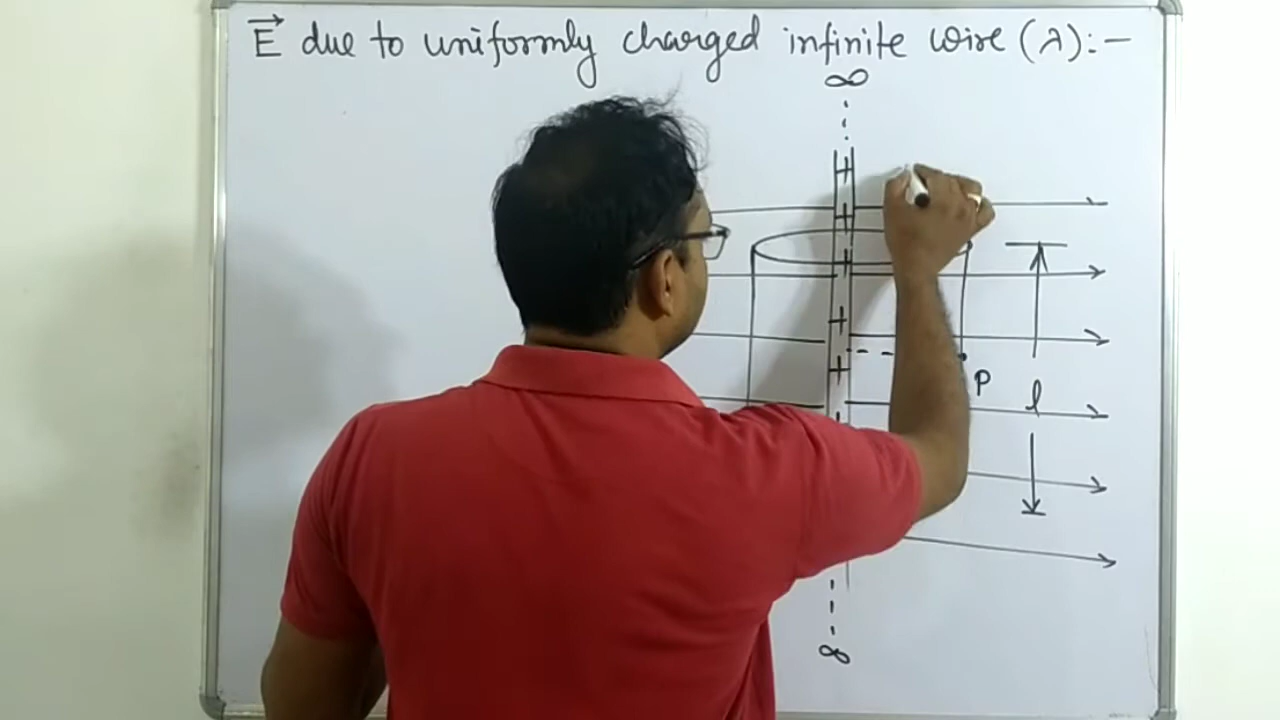 E⃗ due to uniformly charged infinite wire (λ):-
∞
+
+
+
+
+
P
l
∞